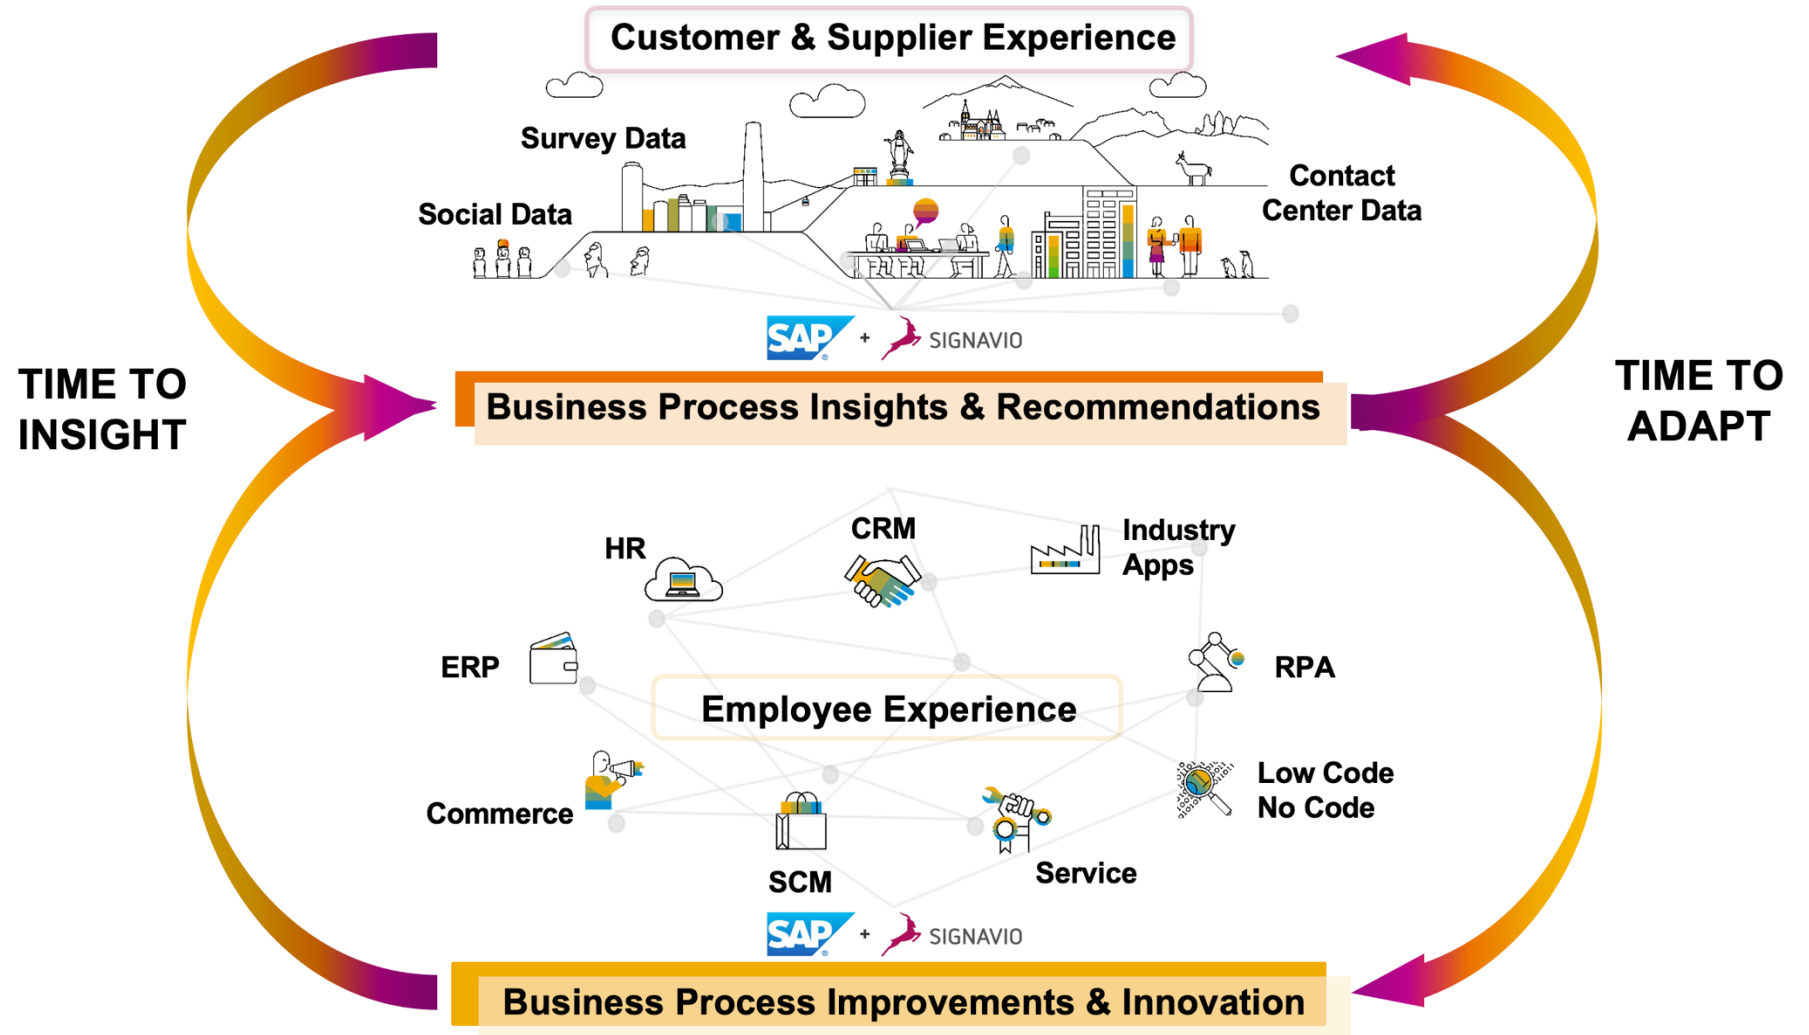 Customer & Supplier Experience
Survey Data
Social Data
Contact
Center Data
SAP® + SIGNAVIO
TIME TO
INSIGHT
Business Process Insights & Recommendations
TIME TO
ADAPT
HR
CRM
Industry
Apps
ERP
RPA
Employee Experience
Commerce
Low Code
No Code
SCM
Service
SAP® + SIGNAVIO
Business Process Improvements & Innovation